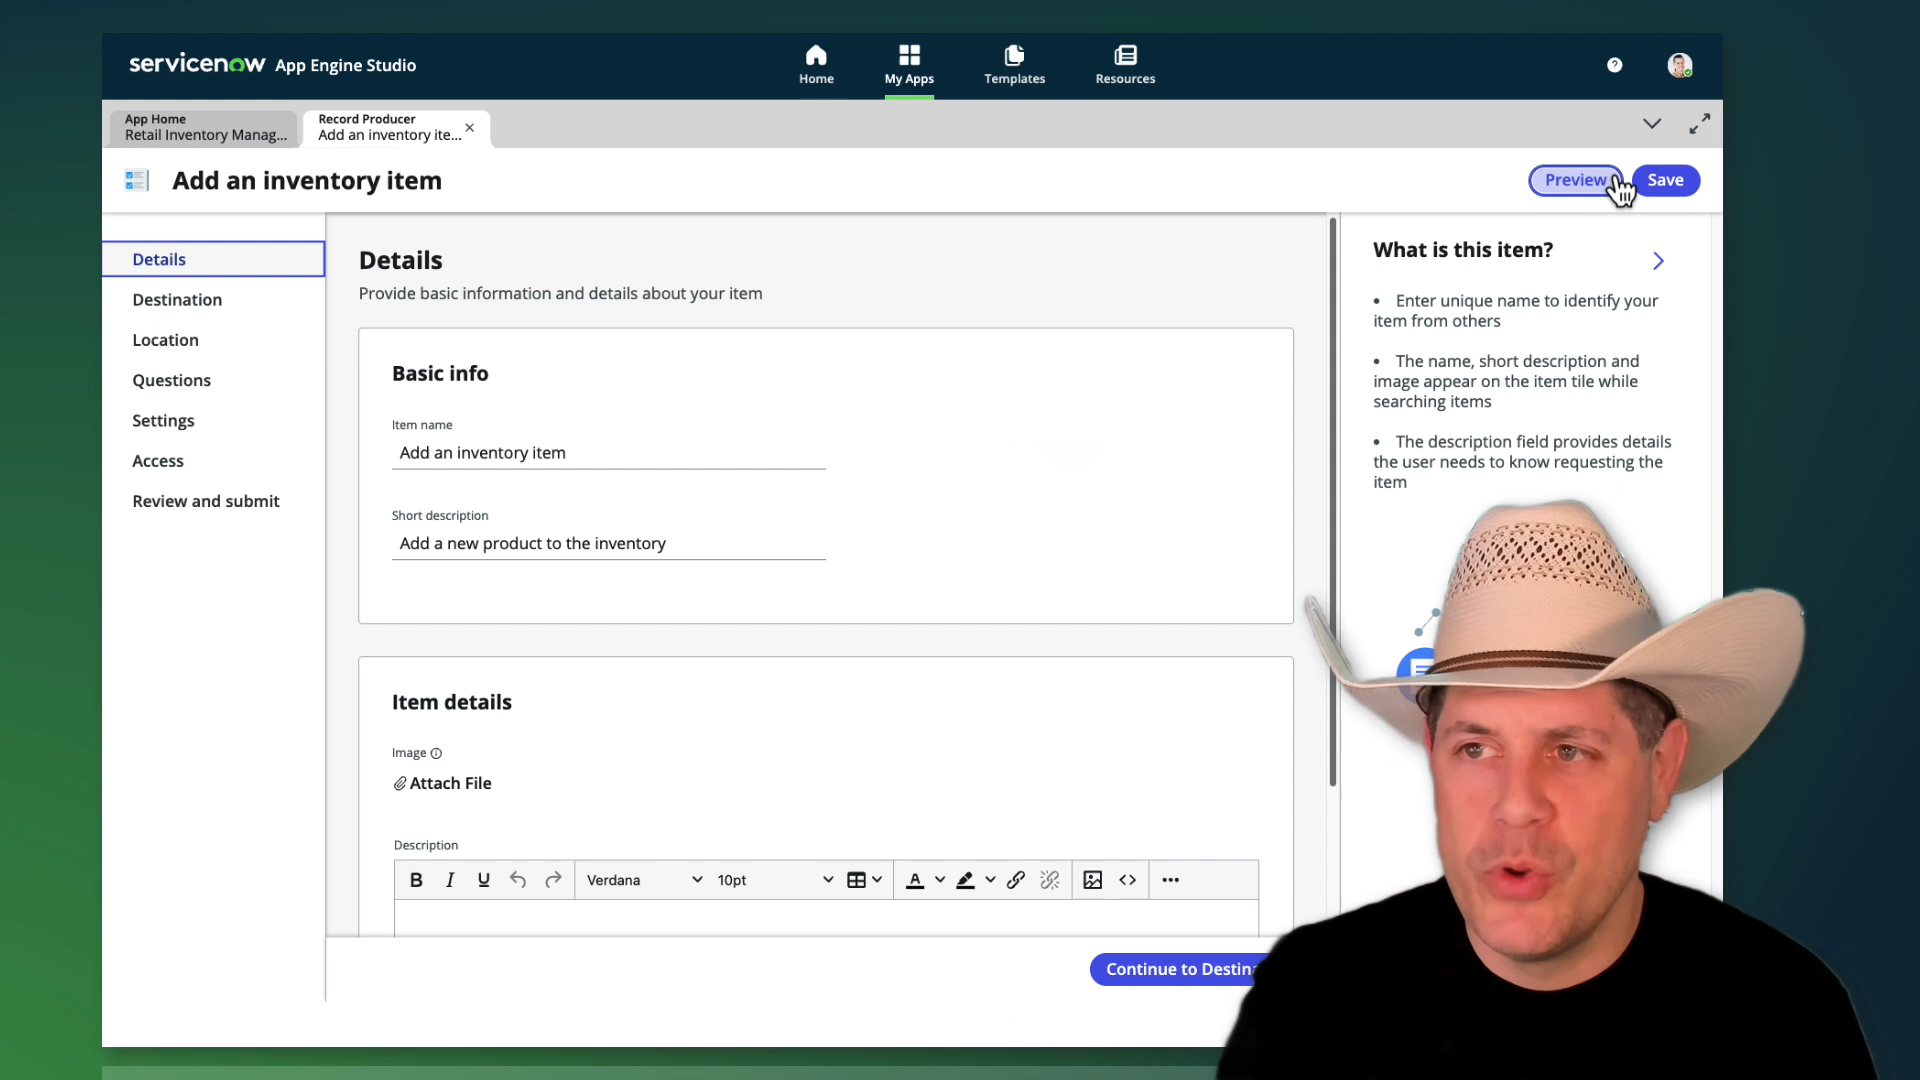 servicenow App Engine Studio
Home
My Apps
Templates
Resources
?
App Home
Retail Inventory Manag...
Record Producer
Add an inventory ite...
Add an inventory item
Preview
Save
Details
Destination
Location
Questions
Settings
Access
Review and submit
Details
Provide basic information and details about your item
Basic info
Item name
Add an inventory item
Short description
Add a new product to the inventory
Item details
Image
Attach File
Description
B I U
Verdana
10pt
A
Continue to Destina
What is this item?
• Enter unique name to identify your
item from others
• The name, short description and
image appear on the item tile while
searching items
• The description field provides details
the user needs to know requesting the
item